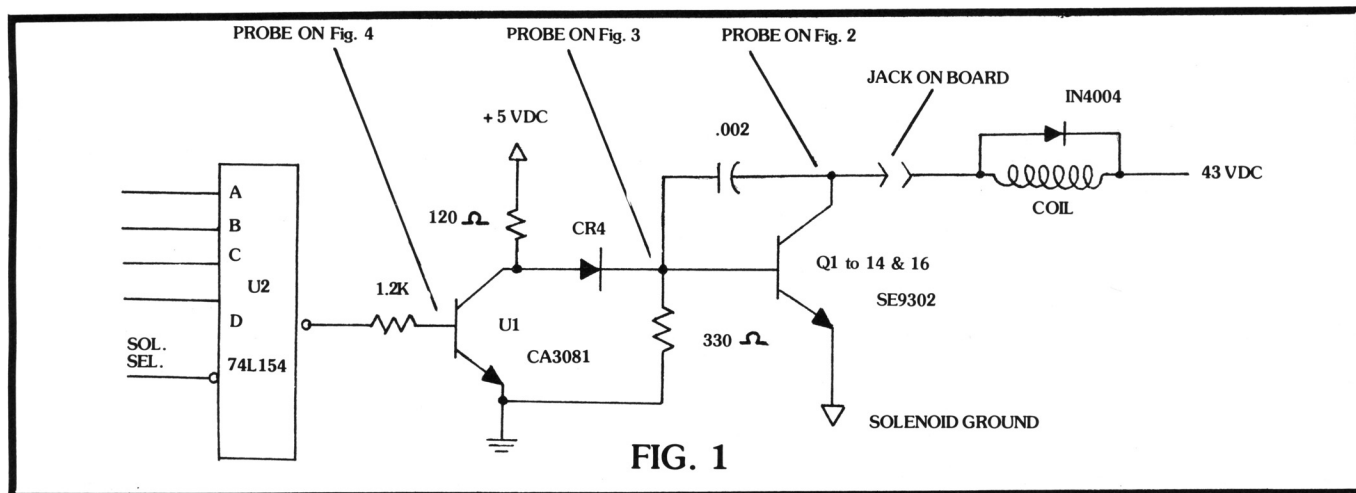 PROBE ON Fig. 4
PROBE ON Fig. 3
PROBE ON Fig. 2
JACK ON BOARD
IN4004
+ 5 VDC
.002
43 VDC
COIL
A
B
C
D
U2
74L154
SOL.
SEL.
120 Ω
CR4
1.2K
U1
CA3081
330 Ω
Q1 to 14 & 16
SE9302
SOLENOID GROUND
FIG. 1